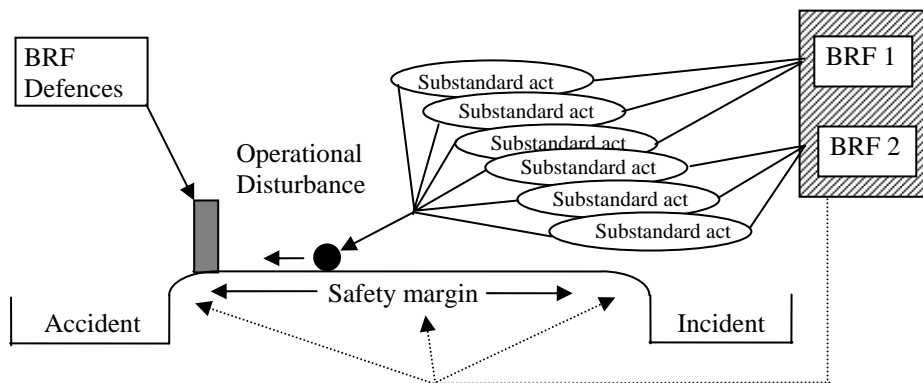 BRF
Defences
Operational
Disturbance
Substandard act
Substandard act
Substandard act
Substandard act
Substandard act
Substandard act
BRF 1
BRF 2
Safety margin
Accident
Incident